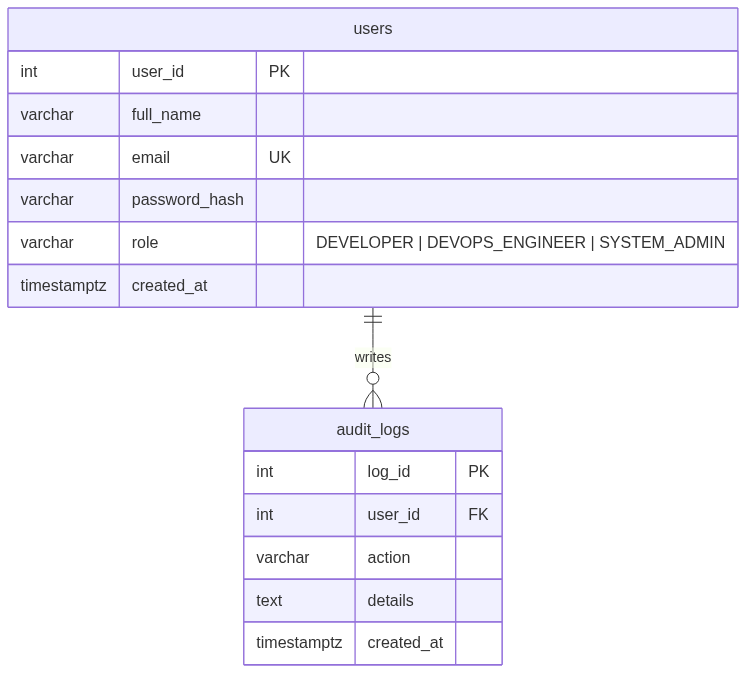 users
int user_id PK
varchar full_name
varchar email UK
varchar password_hash
varchar role DEVELOPER | DEVOPS_ENGINEER | SYSTEM_ADMIN
timestamptz created_at
writes
audit_logs
int log_id PK
int user_id FK
varchar action
text details
timestamptz created_at